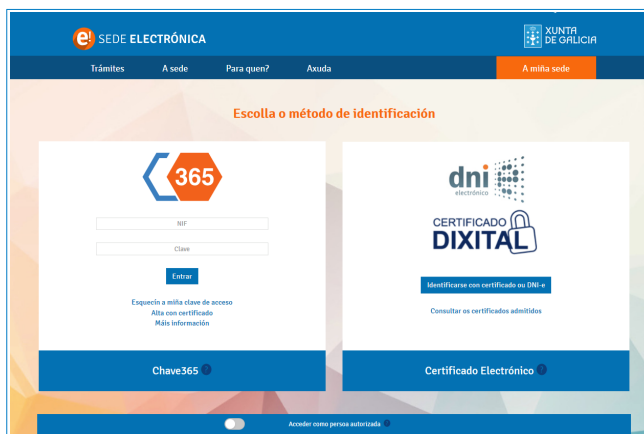 e! SEDE ELECTRÓNICA
XUNTA
DE GALICIA
Trámites A sede Para quen? Axuda A miña sede
Escolla o método de identificación
365
NIF
Clave
Entrar
Esquecín a miña clave de acceso
Alta con certificado
Máis información
Chave365 ?
dni
electrónico
CERTIFICADO
DIXITAL
Identificarse con certificado ou DNI-e
Consultar os certificados admitidos
Certificado Electrónico ?
Acceder como persoa autorizada ?